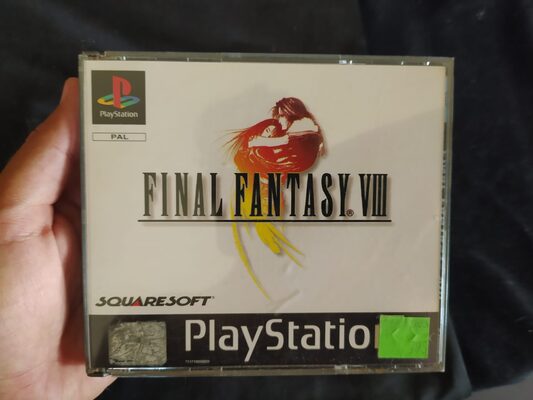 PlayStation
PAL
FINAL FANTASY VIII
SQUARESOFT
PlayStation